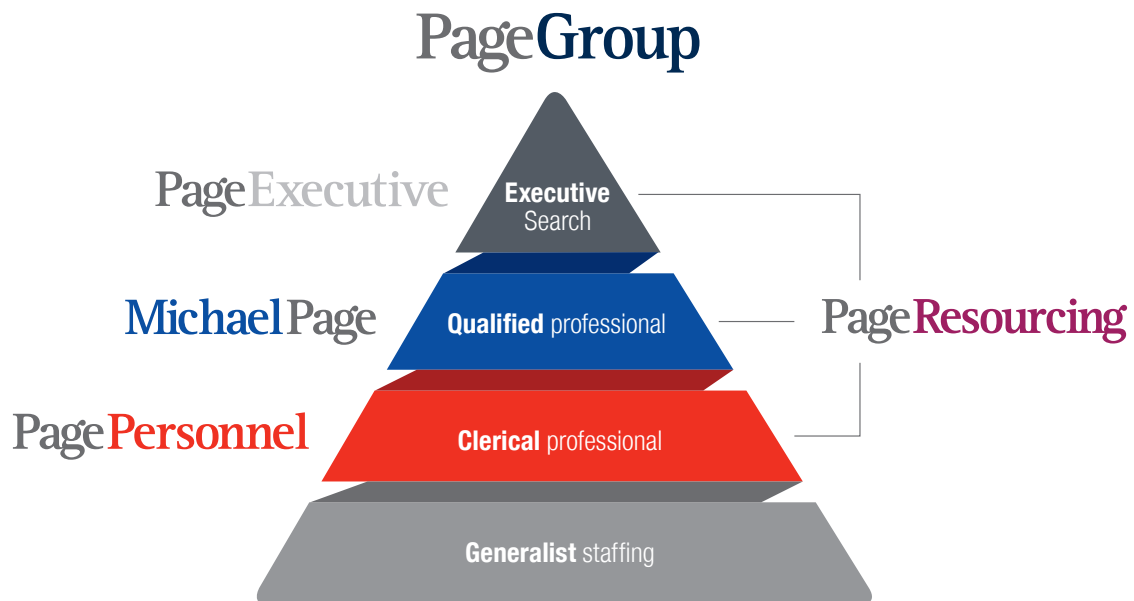 PageGroup
PageExecutive
Executive
Search
MichaelPage
Qualified professional
PageResourcing
PagePersonnel
Clerical professional
Generalist staffing